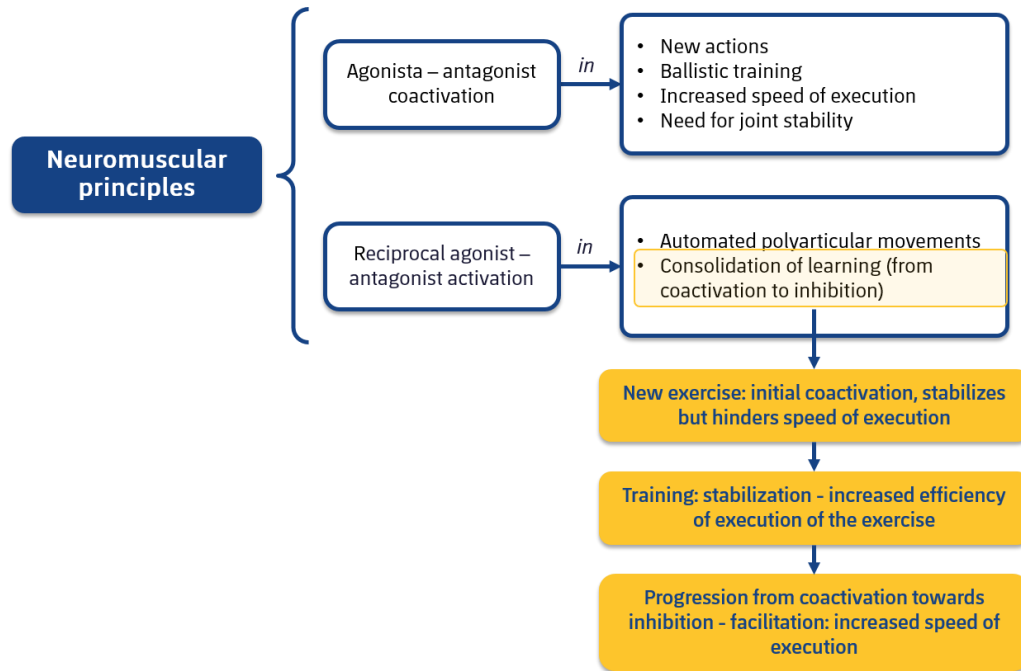 Neuromuscular
principles
Agonista – antagonist
coactivation
in
• New actions
• Ballistic training
• Increased speed of execution
• Need for joint stability
Reciprocal agonist –
antagonist activation
in
• Automated polyarticular movements
• Consolidation of learning (from
coactivation to inhibition)
New exercise: initial coactivation, stabilizes
but hinders speed of execution
Training: stabilization - increased efficiency
of execution of the exercise
Progression from coactivation towards
inhibition - facilitation: increased speed of
execution